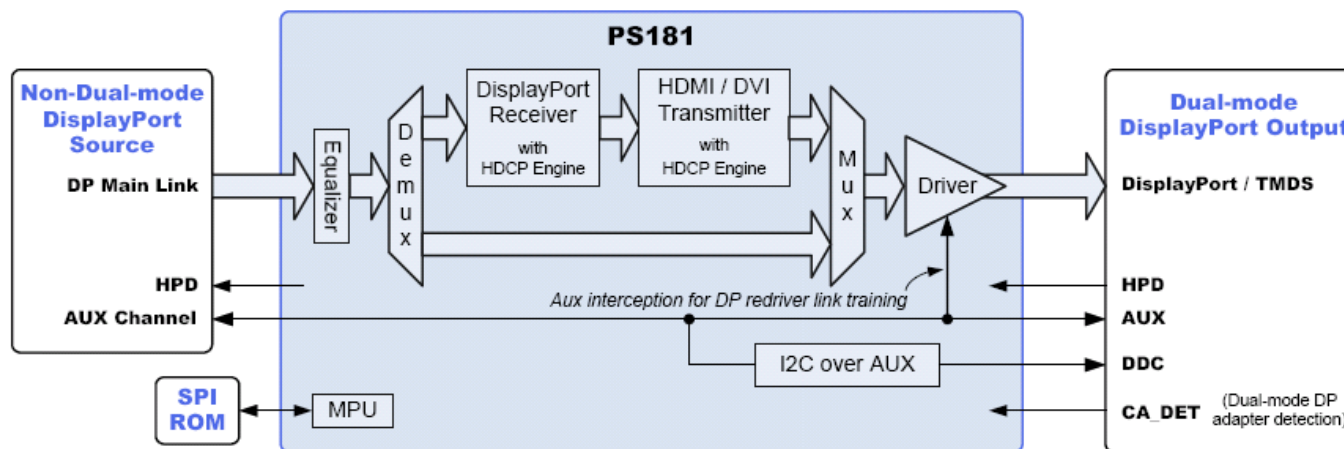 PS181
Non-Dual-mode
DisplayPort
Source
DP Main Link
HPD
AUX Channel
SPI
ROM
Equalizer
Demux
DisplayPort
Receiver
with
HDCP Engine
HDMI / DVI
Transmitter
with
HDCP Engine
Mux
Driver
Aux interception for DP redriver link training
I2C over AUX
MPU
Dual-mode
DisplayPort Output
DisplayPort / TMDS
HPD
AUX
DDC
CA_DET (Dual-mode DP
adapter detection)